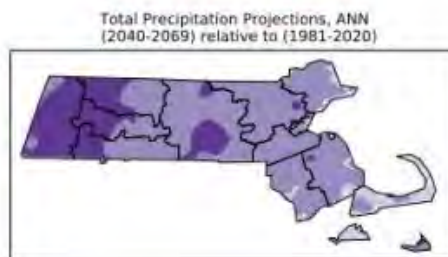 Total Precipitation Projections, ANN
(2040-2069) relative to (1981-2020)